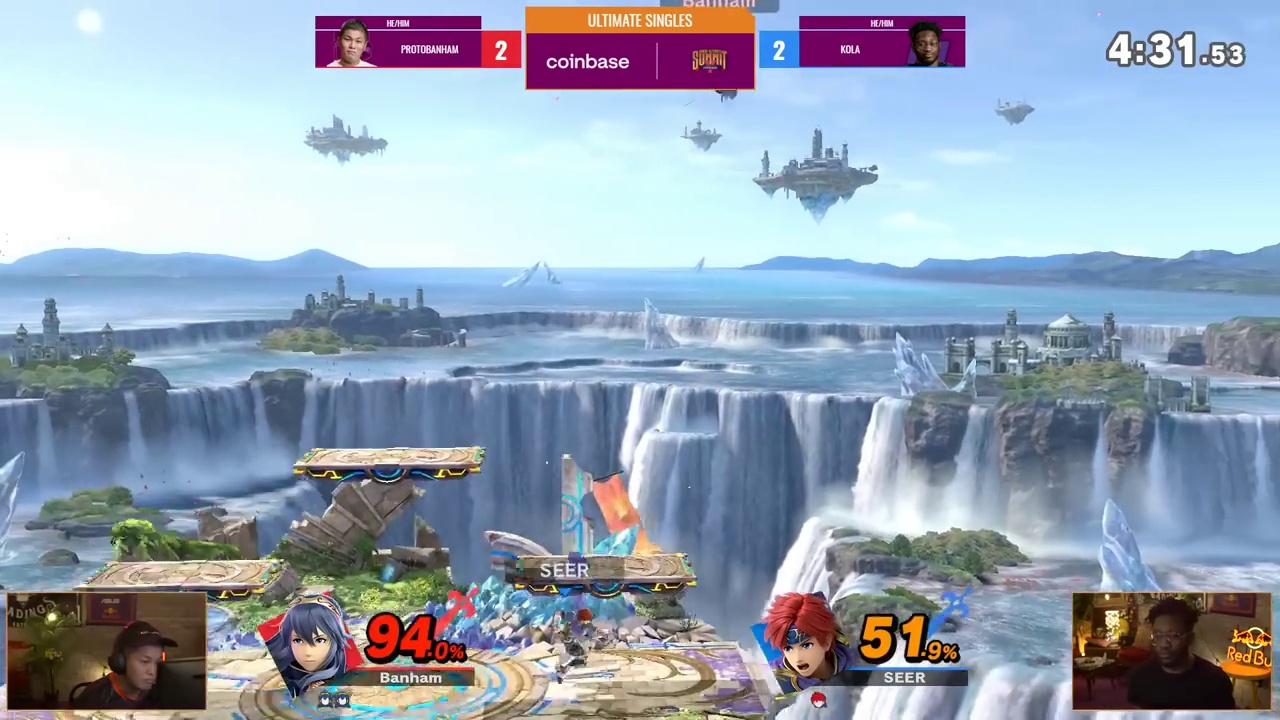 Banham
HE/HIM
PROTOBANHAM
2
ULTIMATE SINGLES
coinbase
SUMMIT
2
HE/HIM
KOLA
4:31.53
SEER
94.0%
Banham
51.9%
SEER
Red Bu